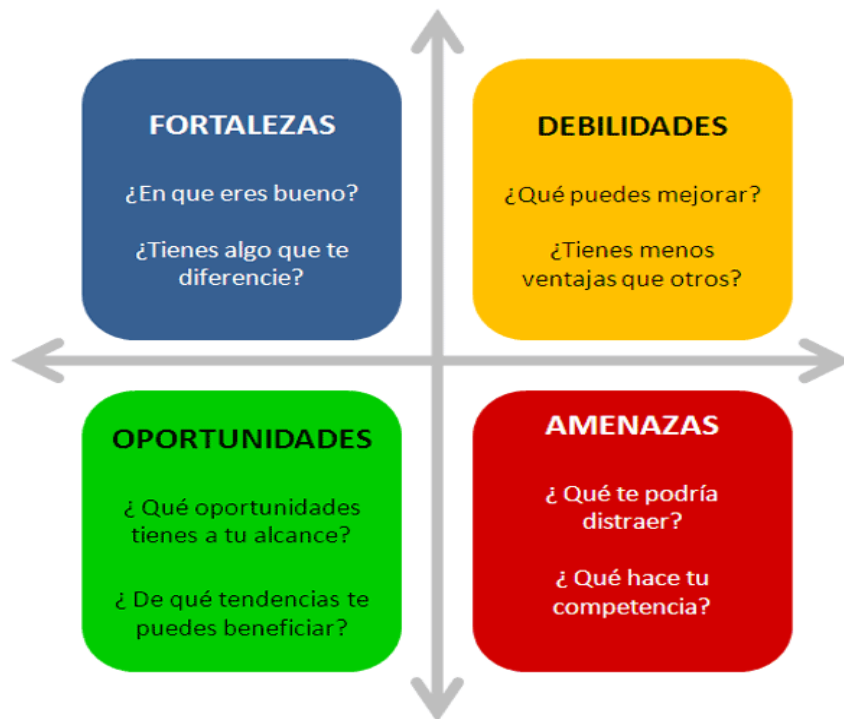 FORTALEZAS
¿En que eres bueno?
¿Tienes algo que te
diferencie?
DEBILIDADES
¿Qué puedes mejorar?
¿Tienes menos
ventajas que otros?
OPORTUNIDADES
¿ Qué oportunidades
tienes a tu alcance?
¿ De qué tendencias te
puedes beneficiar?
AMENAZAS
¿ Qué te podría
distraer?
¿ Qué hace tu
competencia?